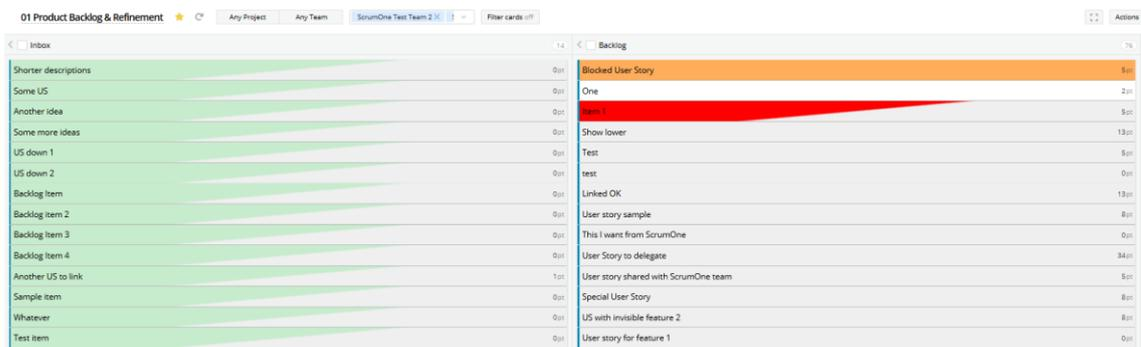 01 Product Backlog & Refinement Any Project Any Team ScrumOne Test Team 2 Filter cards off Actions
Inbox 14
Shorter descriptions 0pt
Some US 0pt
Another idea 0pt
Some more ideas 0pt
US down 1 0pt
US down 2 0pt
Backlog Item 0pt
Backlog item 2 0pt
Backlog Item 3 0pt
Backlog Item 4 0pt
Another US to link 1pt
Sample item 0pt
Whatever 0pt
Test item 0pt
Backlog 76
Blocked User Story 5pt
One 2pt
Item 1 5pt
Show lower 13pt
Test 5pt
test 0pt
Linked OK 13pt
User story sample 8pt
This I want from ScrumOne 0pt
User Story to delegate 34pt
User story shared with ScrumOne team 5pt
Special User Story 8pt
US with invisible feature 2 8pt
User story for feature 1 0pt